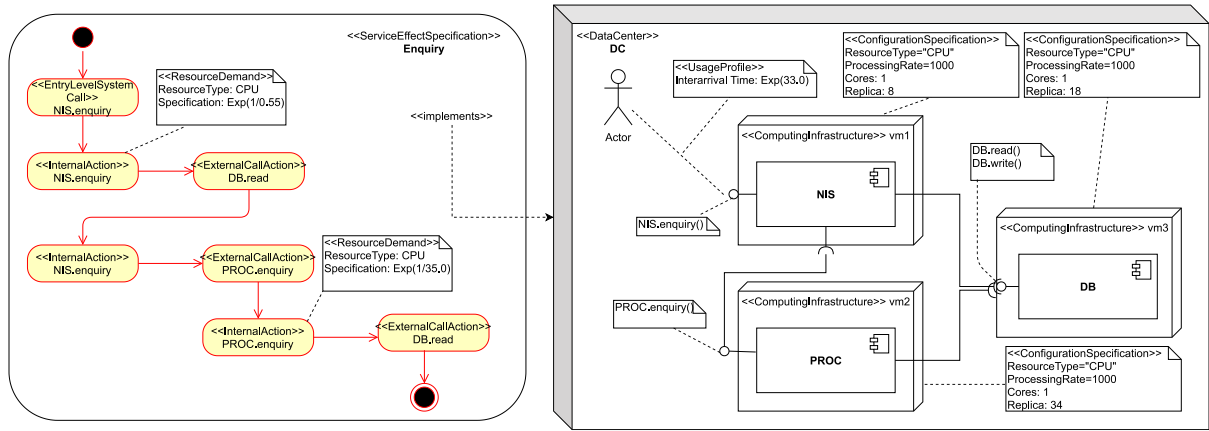 <<ServiceEffectSpecification>>
Enquiry
<<EntryLevelSystem
Call>>
NIS.enquiry
<<ResourceDemand>>
ResourceType: CPU
Specification: Exp(1/0.55)
<<implements>>
<<InternalAction>>
NIS.enquiry
<<ExternalCallAction>>
DB.read
<<InternalAction>>
NIS.enquiry
<<ExternalCallAction>>
PROC.enquiry
<<ResourceDemand>>
ResourceType: CPU
Specification: Exp(1/35.0)
<<InternalAction>>
PROC.enquiry
<<ExternalCallAction>>
DB.read
<<DataCenter>>
DC
Actor
<<UsageProfile>>
Interarrival Time: Exp(33.0)
<<ConfigurationSpecification>>
ResourceType="CPU"
ProcessingRate=1000
Cores: 1
Replica: 8
<<ConfigurationSpecification>>
ResourceType="CPU"
ProcessingRate=1000
Cores: 1
Replica: 18
<<ComputingInfrastructure>> vm1
NIS
NIS.enquiry()
DB.read()
DB.write()
<<ComputingInfrastructure>> vm3
DB
PROC.enquiry()
<<ComputingInfrastructure>> vm2
PROC
<<ConfigurationSpecification>>
ResourceType="CPU"
ProcessingRate=1000
Cores: 1
Replica: 34